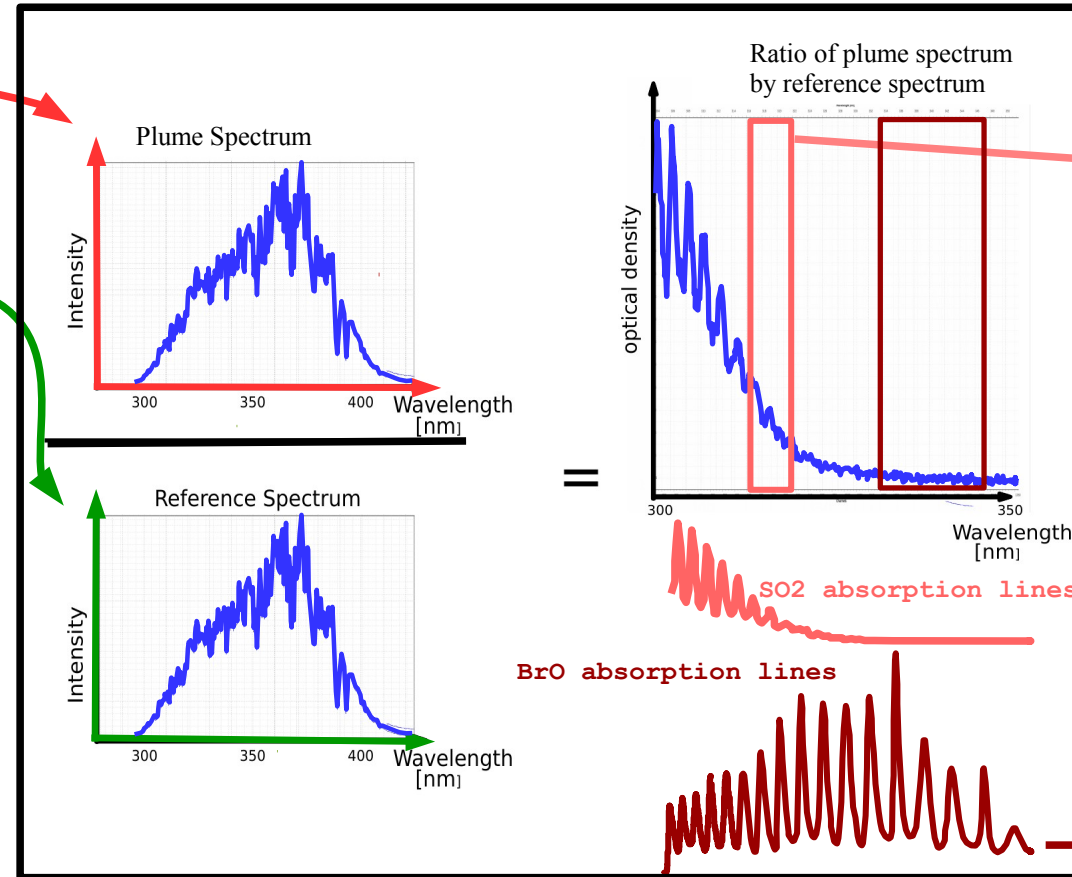 Plume Spectrum
Intensity
300 350 400
Wavelength
[nm]
Reference Spectrum
Intensity
300 350 400
Wavelength
[nm]
=
Ratio of plume spectrum
by reference spectrum
optical density
300 350
Wavelength
[nm]
SO2 absorption lines
BrO absorption lines